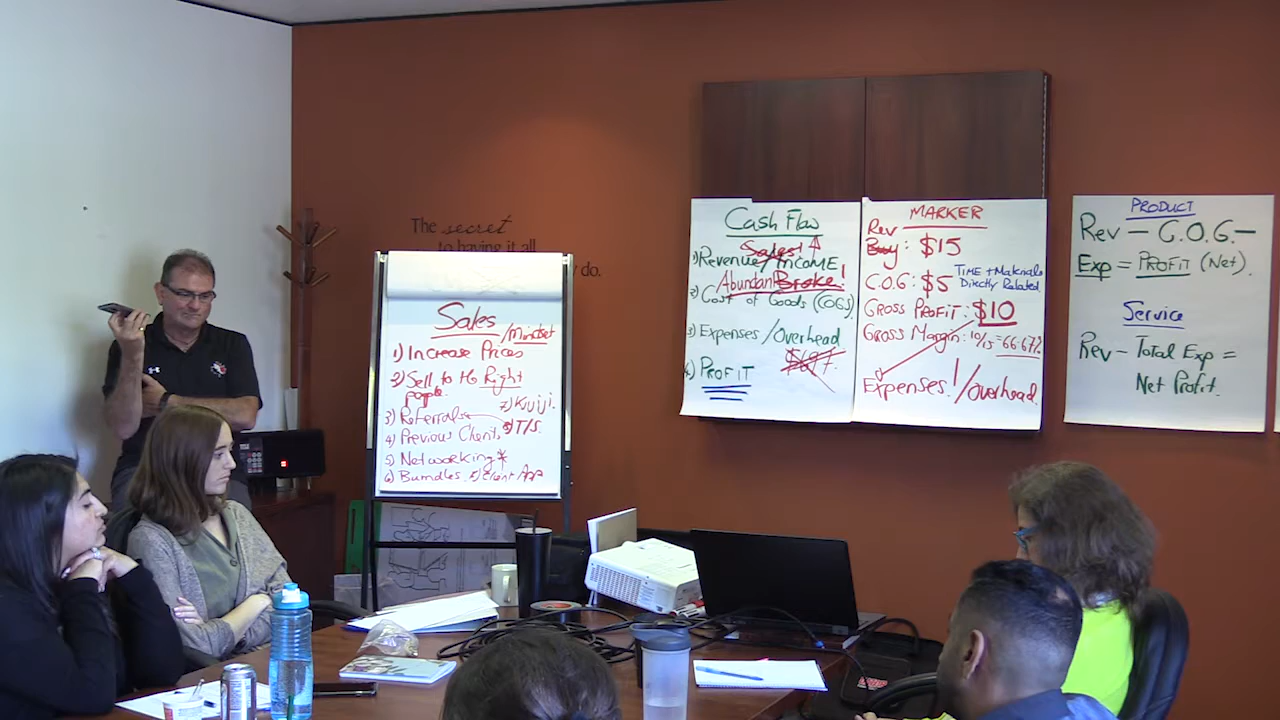 The secret
to having it all
do.
Sales
/Mindset
1) Increase Prices
2) Sell to the Right
people.
3) Referrals
7) Kijiji.
4) Previous Clients
8) T/S.
5) Networking *
6) Bundles. Client App
Cash Flow
Sales!
1) Revenue/Income
Abundant Broke!
2) Cost of Goods (COGS)
3) Expenses/Overhead
4) PROFIT
MARKER
Rev
Buy: $15
C.O.G: $5 TIME + Materials
Directly Related.
GROSS PROFIT: $10
GROSS Margin: 10/15=66.67%
Expenses!/Overhead.
PRODUCT
Rev - C.O.G. -
Exp = PROFIT (Net).
Service
Rev - Total Exp =
Net Profit.